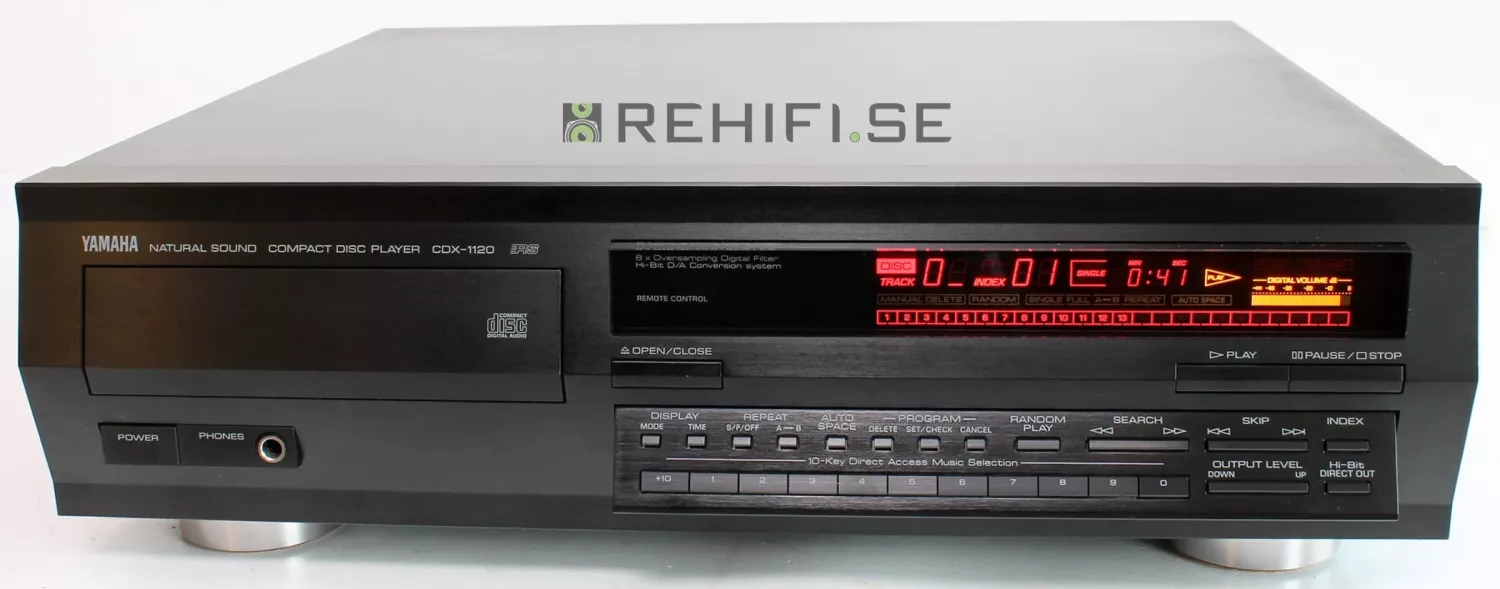 REHIFI.SE
YAMAHA NATURAL SOUND COMPACT DISC PLAYER CDX-1120 RS
COMPACT
disc
DIGITAL AUDIO
8 x Oversampling Digital Filter
Hi-Bit D/A Conversion system
REMOTE CONTROL
DISC
TRACK INDEX 01 SINGLE MIN SEC 0:47 PLAY
DIGITAL VOLUME dB
MANUAL DELETE RANDOM SINGLE FULL A↔B REPEAT AUTO SPACE
1 2 3 4 5 6 7 8 9 10 11 12 13
OPEN/CLOSE
PLAY PAUSE/STOP
POWER PHONES
DISPLAY REPEAT AUTO SPACE PROGRAM RANDOM PLAY SEARCH SKIP INDEX
MODE TIME S/F/OFF A↔B DELETE SET/CHECK CANCEL
10-Key Direct Access Music Selection
+10 1 2 3 4 5 6 7 8 9 0
OUTPUT LEVEL
DOWN UP
Hi-Bit
DIRECT OUT